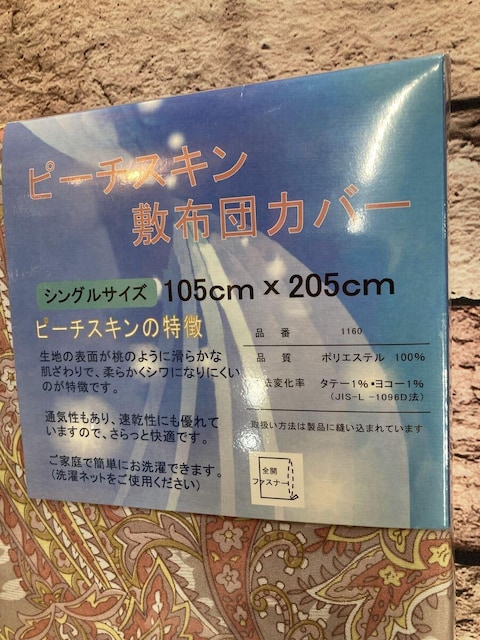 ピーチスキン
敷布団カバー
シングルサイズ 105cm×205cm
ピーチスキンの特徴
生地の表面が桃のように滑らかな
肌ざわりで、柔らかくシワになりにくい
のが特徴です。
通気性もあり、速乾性にも優れて
いますので、さらっと快適です。
ご家庭で簡単にお洗濯できます。
(洗濯ネットをご使用ください)
品 番 1160
品 質 ポリエステル 100%
法変化率 タテー1%・ヨコー1%
(JIS-L -1096D法)
取扱い方法は製品に縫い込まれています
全開
ファスナー